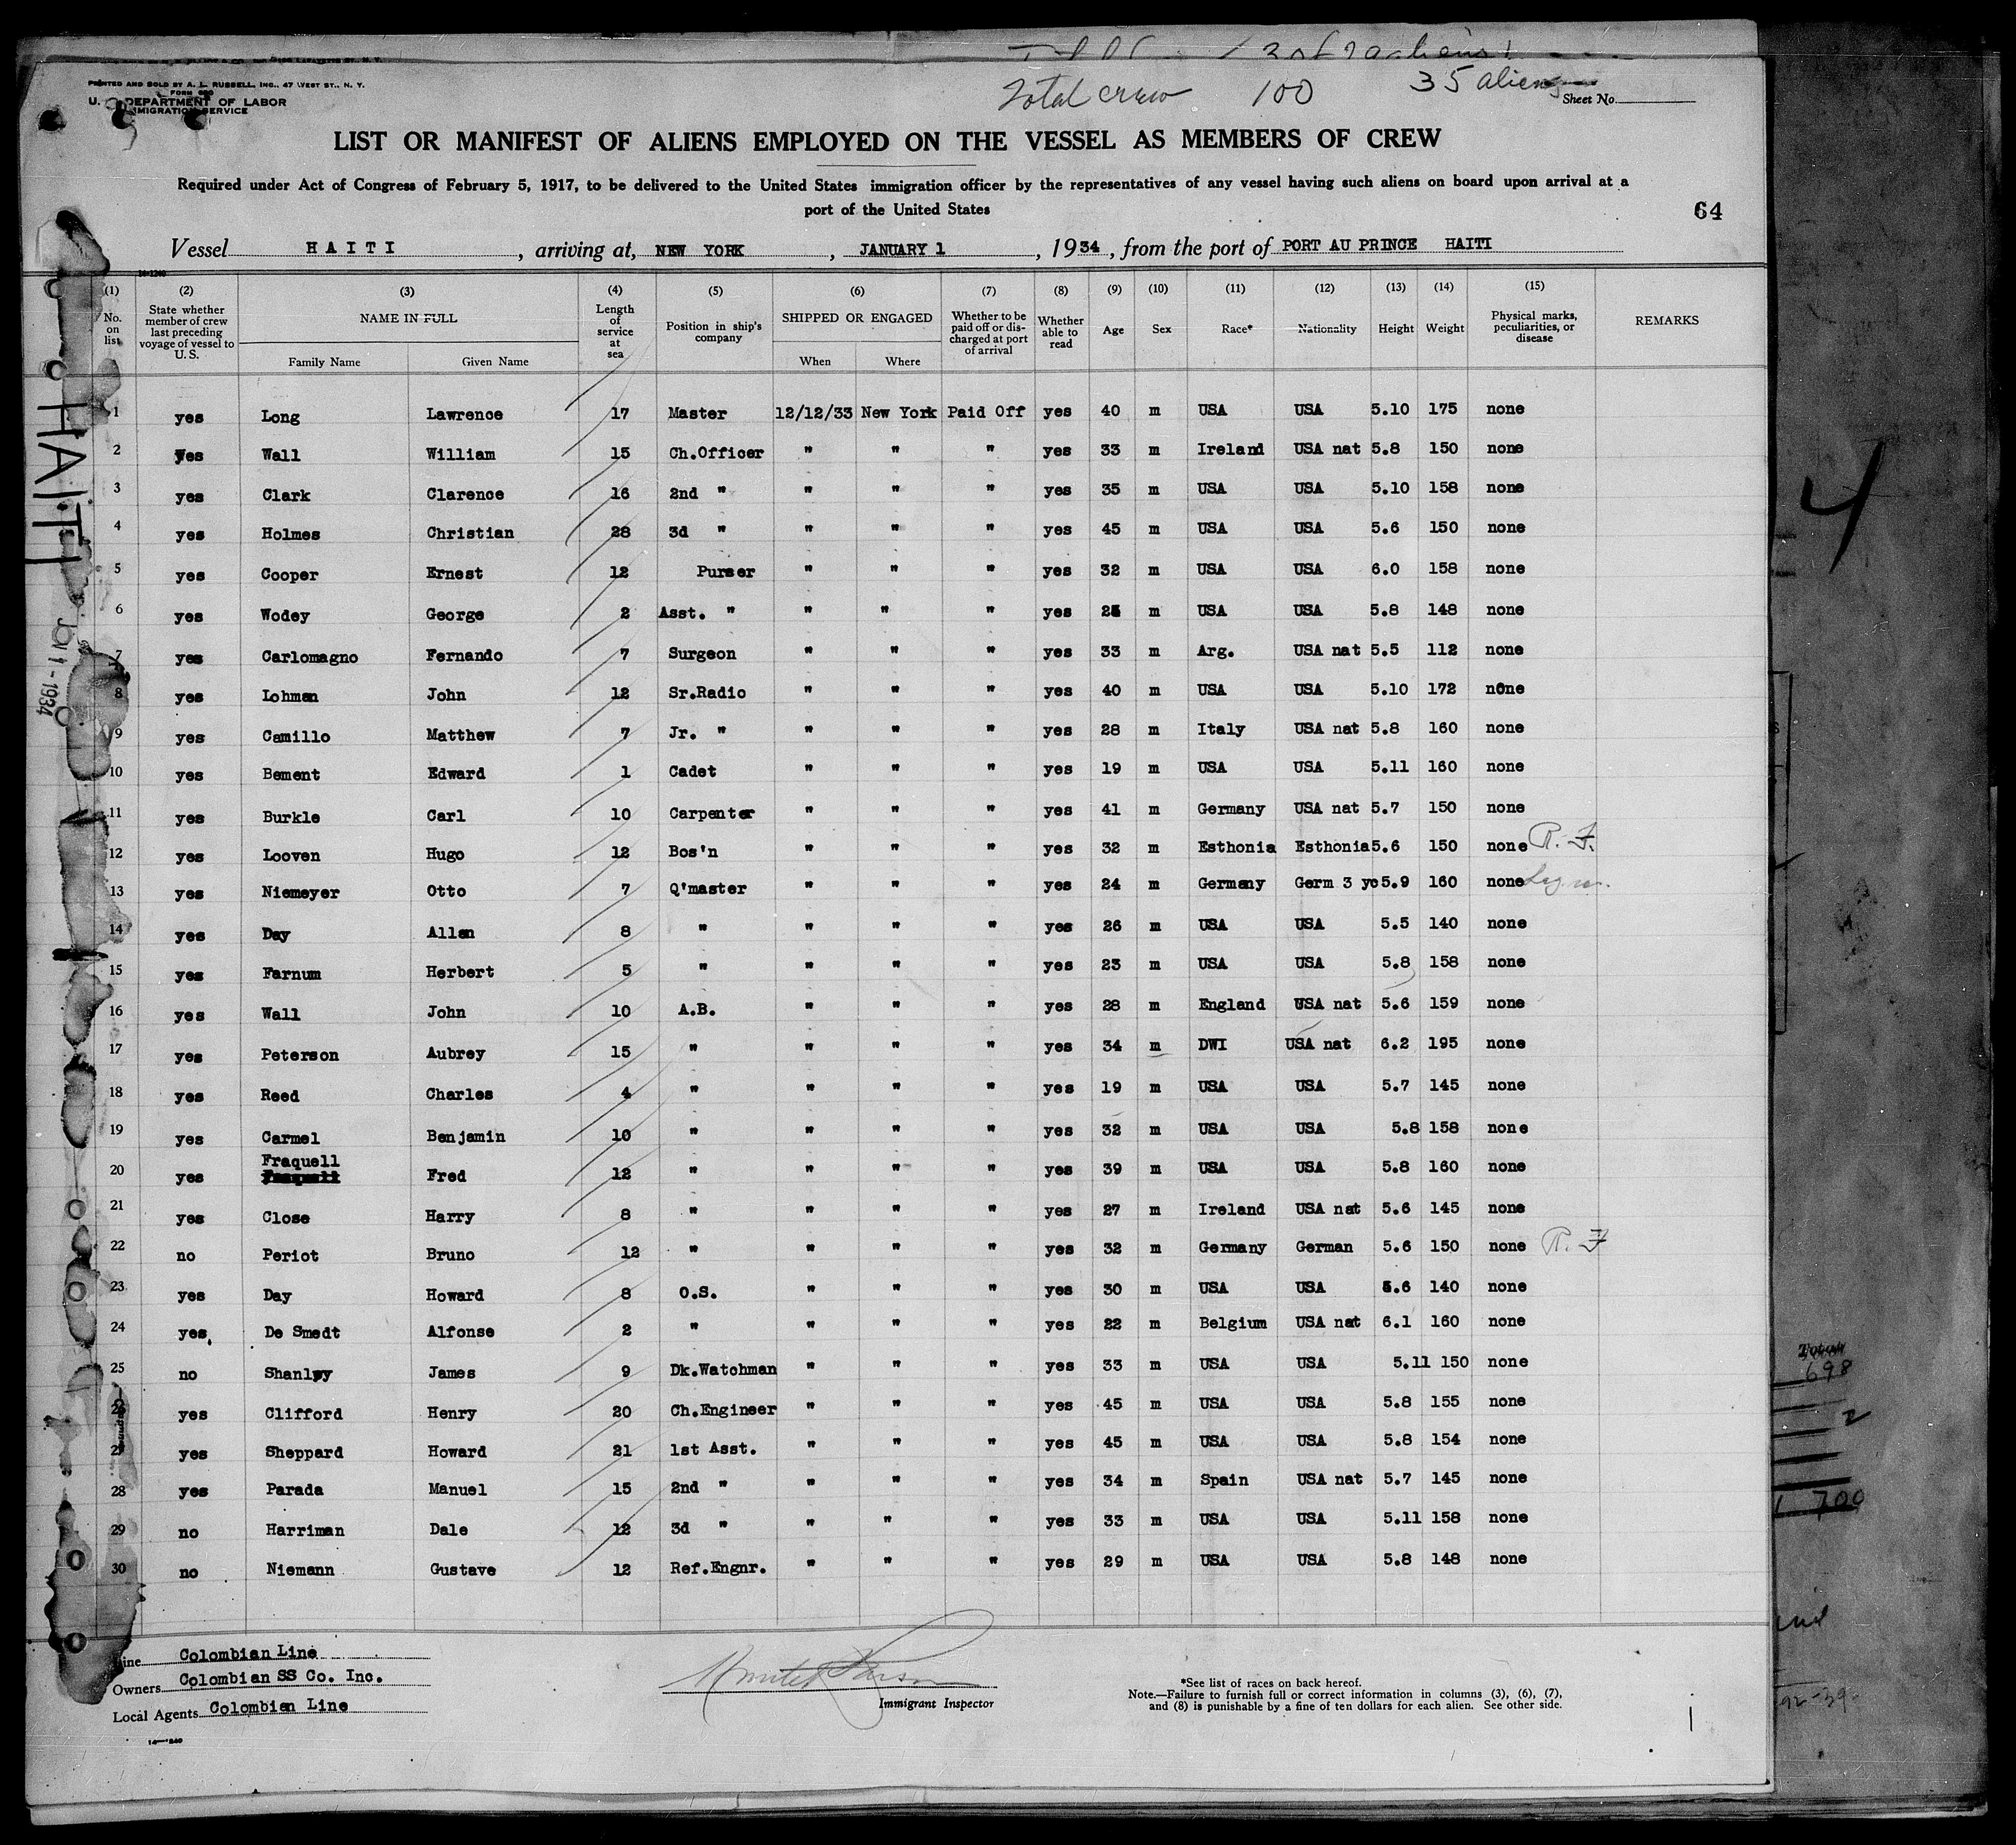 Total crew 100 35 aliens
PRINTED AND SOLD BY A. L. RUSSELL, INC., 47 WEST ST., N. Y.
U. DEPARTMENT OF LABOR
IMMIGRATION SERVICE
Sheet No.
LIST OR MANIFEST OF ALIENS EMPLOYED ON THE VESSEL AS MEMBERS OF CREW
Required under Act of Congress of February 5, 1917, to be delivered to the United States immigration officer by the representatives of any vessel having such aliens on board upon arrival at a
port of the United States
64
Vessel HAITI, arriving at, NEW YORK, JANUARY 1, 1934, from the port of PORT AU PRINCE HAITI
(1) (2) (3) (4) (5) (6) (7) (8) (9) (10) (11) (12) (13) (14) (15)
No. on list State whether member of crew last preceding voyage of vessel to U. S. NAME IN FULL Family Name Given Name Length of service at sea Position in ship's company SHIPPED OR ENGAGED When Where Whether to be paid off or discharged at port of arrival Whether able to read Age Sex Race* Nationality Height Weight Physical marks, peculiarities, or disease REMARKS
1 yes Long Lawrence 17 Master 12/12/33 New York Paid Off yes 40 m USA USA 5.10 175 none
2 yes Wall William 15 Ch.Officer " " " yes 33 m Ireland USA nat 5.8 150 none
3 yes Clark Clarence 16 2nd " " " " yes 35 m USA USA 5.10 158 none
4 yes Holmes Christian 28 3d " " " " yes 45 m USA USA 5.6 150 none
5 yes Cooper Ernest 12 Purser " " " yes 32 m USA USA 6.0 158 none
6 yes Wodey George 2 Asst. " " " " yes 25 m USA USA 5.8 148 none
7 yes Carlomagno Fernando 7 Surgeon " " " yes 33 m Arg. USA nat 5.5 112 none
8 yes Lohman John 12 Sr.Radio " " " yes 40 m USA USA 5.10 172 none
9 yes Camillo Matthew 7 Jr. " " " " yes 28 m Italy USA nat 5.8 160 none
10 yes Bement Edward 1 Cadet " " " yes 19 m USA USA 5.11 160 none
11 yes Burkle Carl 10 Carpenter " " " yes 41 m Germany USA nat 5.7 150 none
12 yes Looven Hugo 12 Bos'n " " " yes 32 m Esthonia Esthonia 5.6 150 none R. F.
13 yes Niemeyer Otto 7 Q'master " " " yes 24 m Germany Germ 3 yo 5.9 160 none
14 yes Day Allen 8 " " " " yes 26 m USA USA 5.5 140 none
15 yes Farnum Herbert 5 " " " " yes 23 m USA USA 5.8 158 none
16 yes Wall John 10 A.B. " " " yes 28 m England USA nat 5.6 159 none
17 yes Peterson Aubrey 15 " " " " yes 34 m DWI USA nat 6.2 195 none
18 yes Reed Charles 4 " " " " yes 19 m USA USA 5.7 145 none
19 yes Carmel Benjamin 10 " " " " yes 32 m USA USA 5.8 158 none
20 yes Fraquell Fred 12 " " " " yes 39 m USA USA 5.8 160 none
21 yes Close Harry 8 " " " " yes 27 m Ireland USA nat 5.6 145 none
22 no Periot Bruno 12 " " " " yes 32 m Germany German 5.6 150 none R. F
23 yes Day Howard 8 O.S. " " " yes 30 m USA USA 5.6 140 none
24 yes, De Smedt Alfonse 2 " " " " yes 22 m Belgium USA nat 6.1 160 none
25 no Shanley James 9 Dk.Watchman " " " yes 33 m USA USA 5.11 150 none
26 yes Clifford Henry 20 Ch.Engineer " " " yes 45 m USA USA 5.8 155 none
27 yes Sheppard Howard 21 1st Asst. " " " yes 45 m USA USA 5.8 154 none
28 yes Parada Manuel 15 2nd " " " " yes 34 m Spain USA nat 5.7 145 none
29 no Harriman Dale 12 3d " " " " yes 33 m USA USA 5.11 158 none
30 no Niemann Gustave 12 Ref.Engnr. " " " yes 29 m USA USA 5.8 148 none
HAITI
JAN 1 - 1934
4
698
2
700
Line Colombian Line
Owners Colombian SS Co. Inc.
Local Agents Colombian Line
Immigrant Inspector
*See list of races on back hereof.
Note.—Failure to furnish full or correct information in columns (3), (6), (7),
and (8) is punishable by a fine of ten dollars for each alien. See other side.